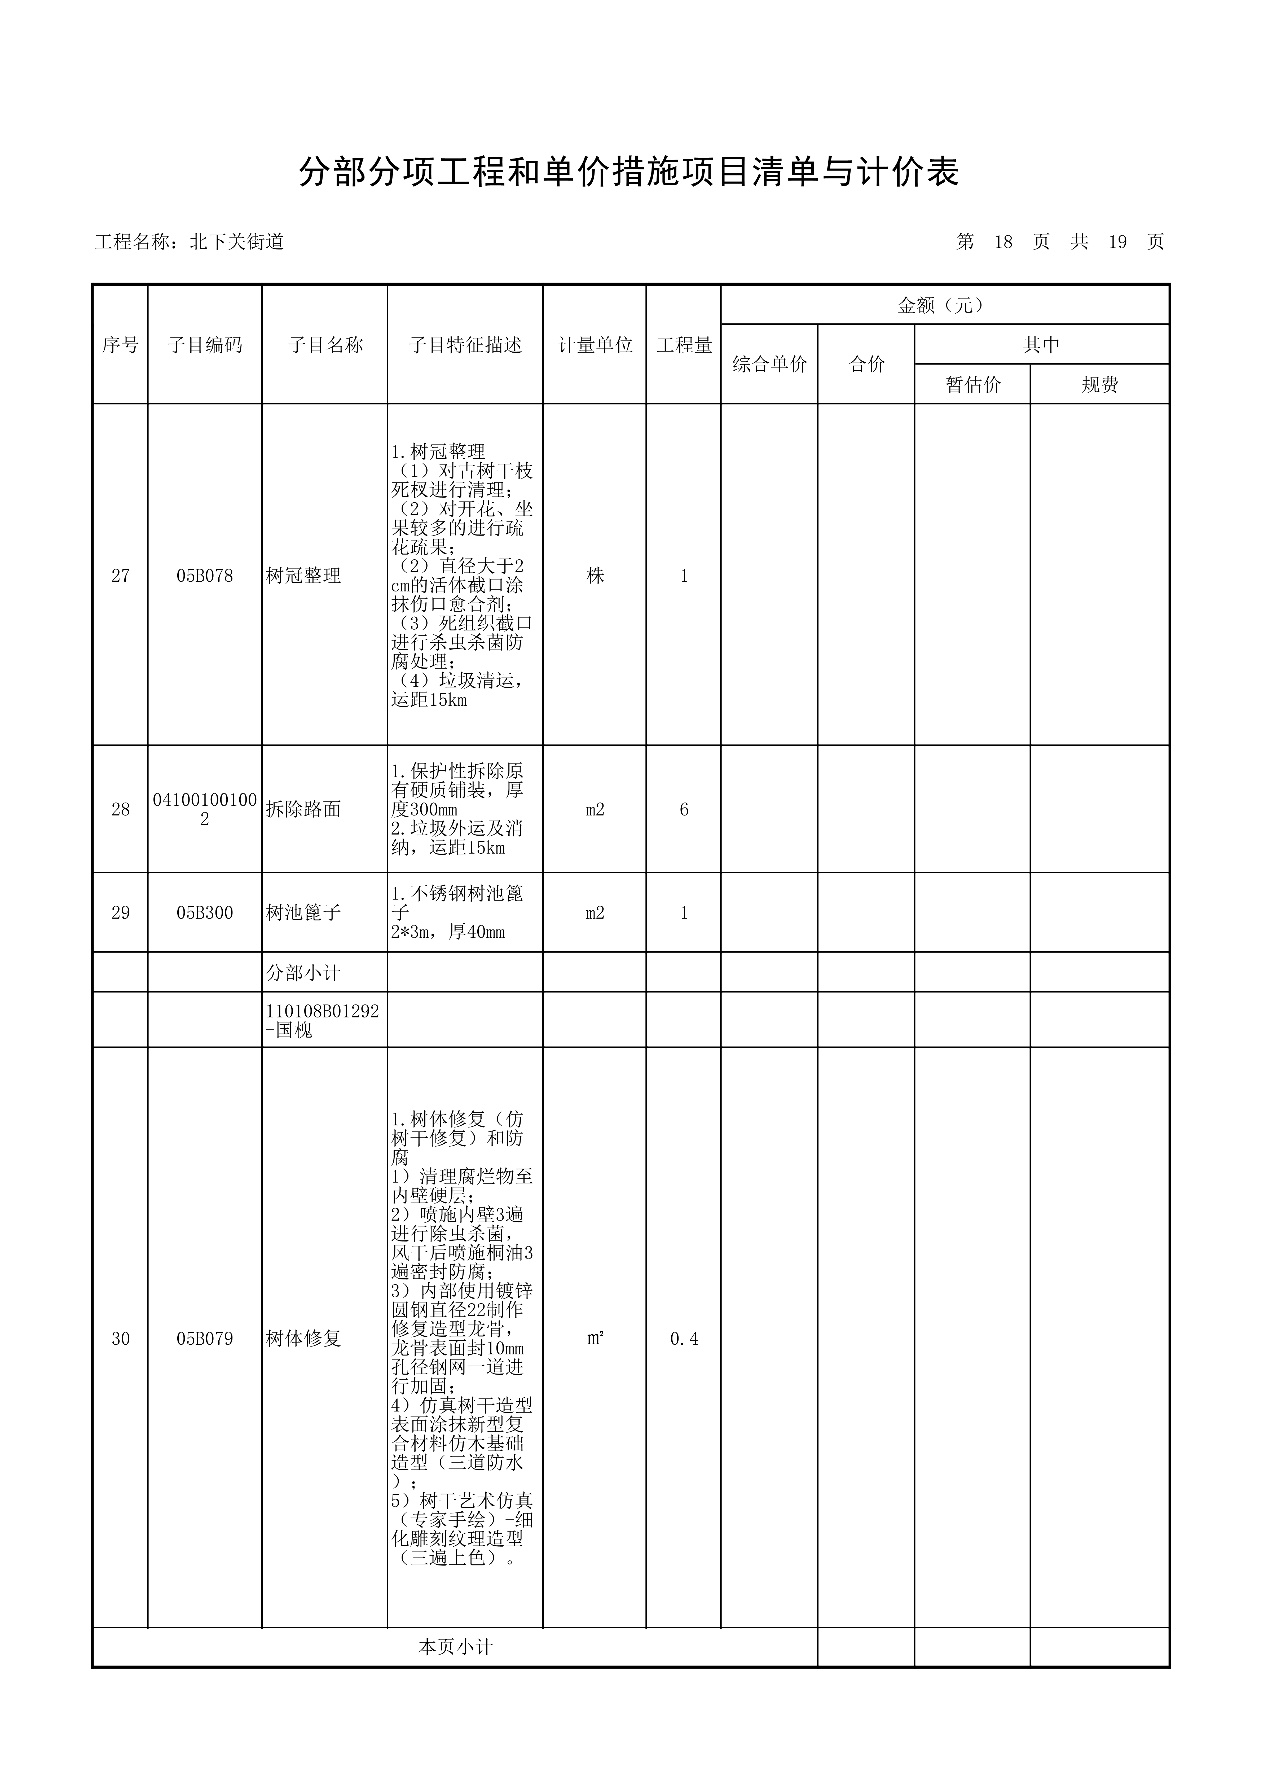 分部分项工程和单价措施项目清单与计价表
工程名称：北下关街道
第 18 页 共 19 页
序号
子目编码
子目名称
子目特征描述
计量单位
工程量
金额（元）
综合单价
合价
其中
暂估价
规费
27
05B078
树冠整理
1.树冠整理
（1）对古树干枝
死杈进行清理；
（2）对开花、坐
果较多的进行疏
花疏果；
（2）直径大于2
cm的活体截口涂
抹伤口愈合剂；
（3）死组织截口
进行杀虫杀菌防
腐处理；
（4）垃圾清运，
运距15km
株
1
28
04100100100
2
拆除路面
1.保护性拆除原
有硬质铺装，厚
度300mm
2.垃圾外运及消
纳，运距15km
m2
6
29
05B300
树池篦子
1.不锈钢树池篦
子
2*3m，厚40mm
m2
1
分部小计
110108B01292
-国槐
30
05B079
树体修复
1.树体修复（仿
树干修复）和防
腐
1）清理腐烂物至
内壁硬层；
2）喷施内壁3遍
进行除虫杀菌，
风干后喷施桐油3
遍密封防腐；
3）内部使用镀锌
圆钢直径22制作
修复造型龙骨，
龙骨表面封10mm
孔径钢网一道进
行加固；
4）仿真树干造型
表面涂抹新型复
合材料仿木基础
造型（三道防水
）；
5）树干艺术仿真
（专家手绘）-细
化雕刻纹理造型
（三遍上色）。
m²
0.4
本页小计